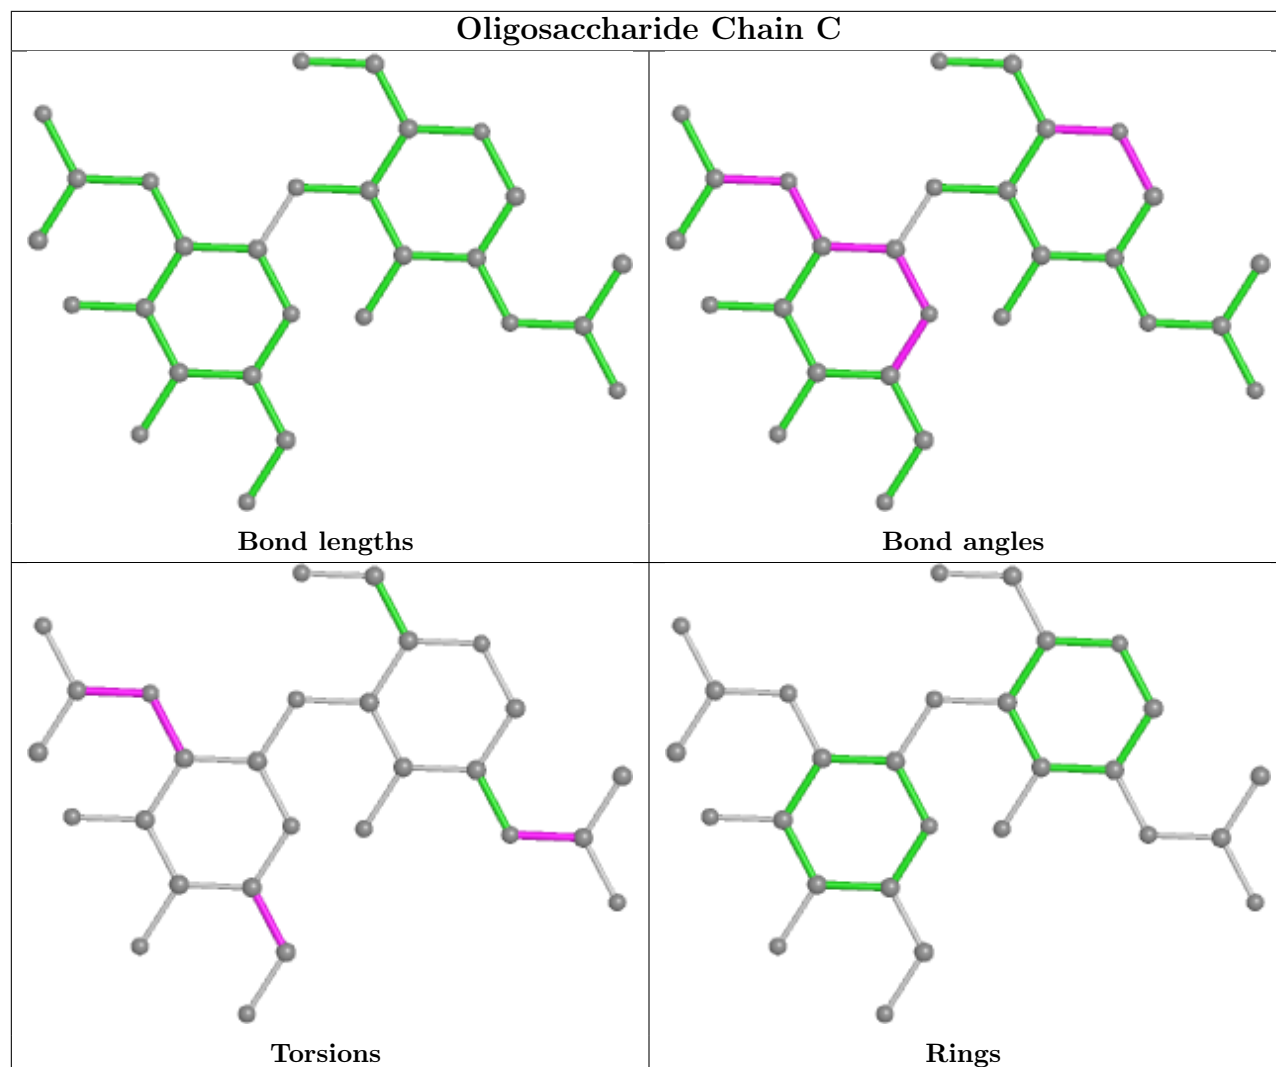 Oligosaccharide Chain C
Bond lengths
Bond angles
Torsions
Rings